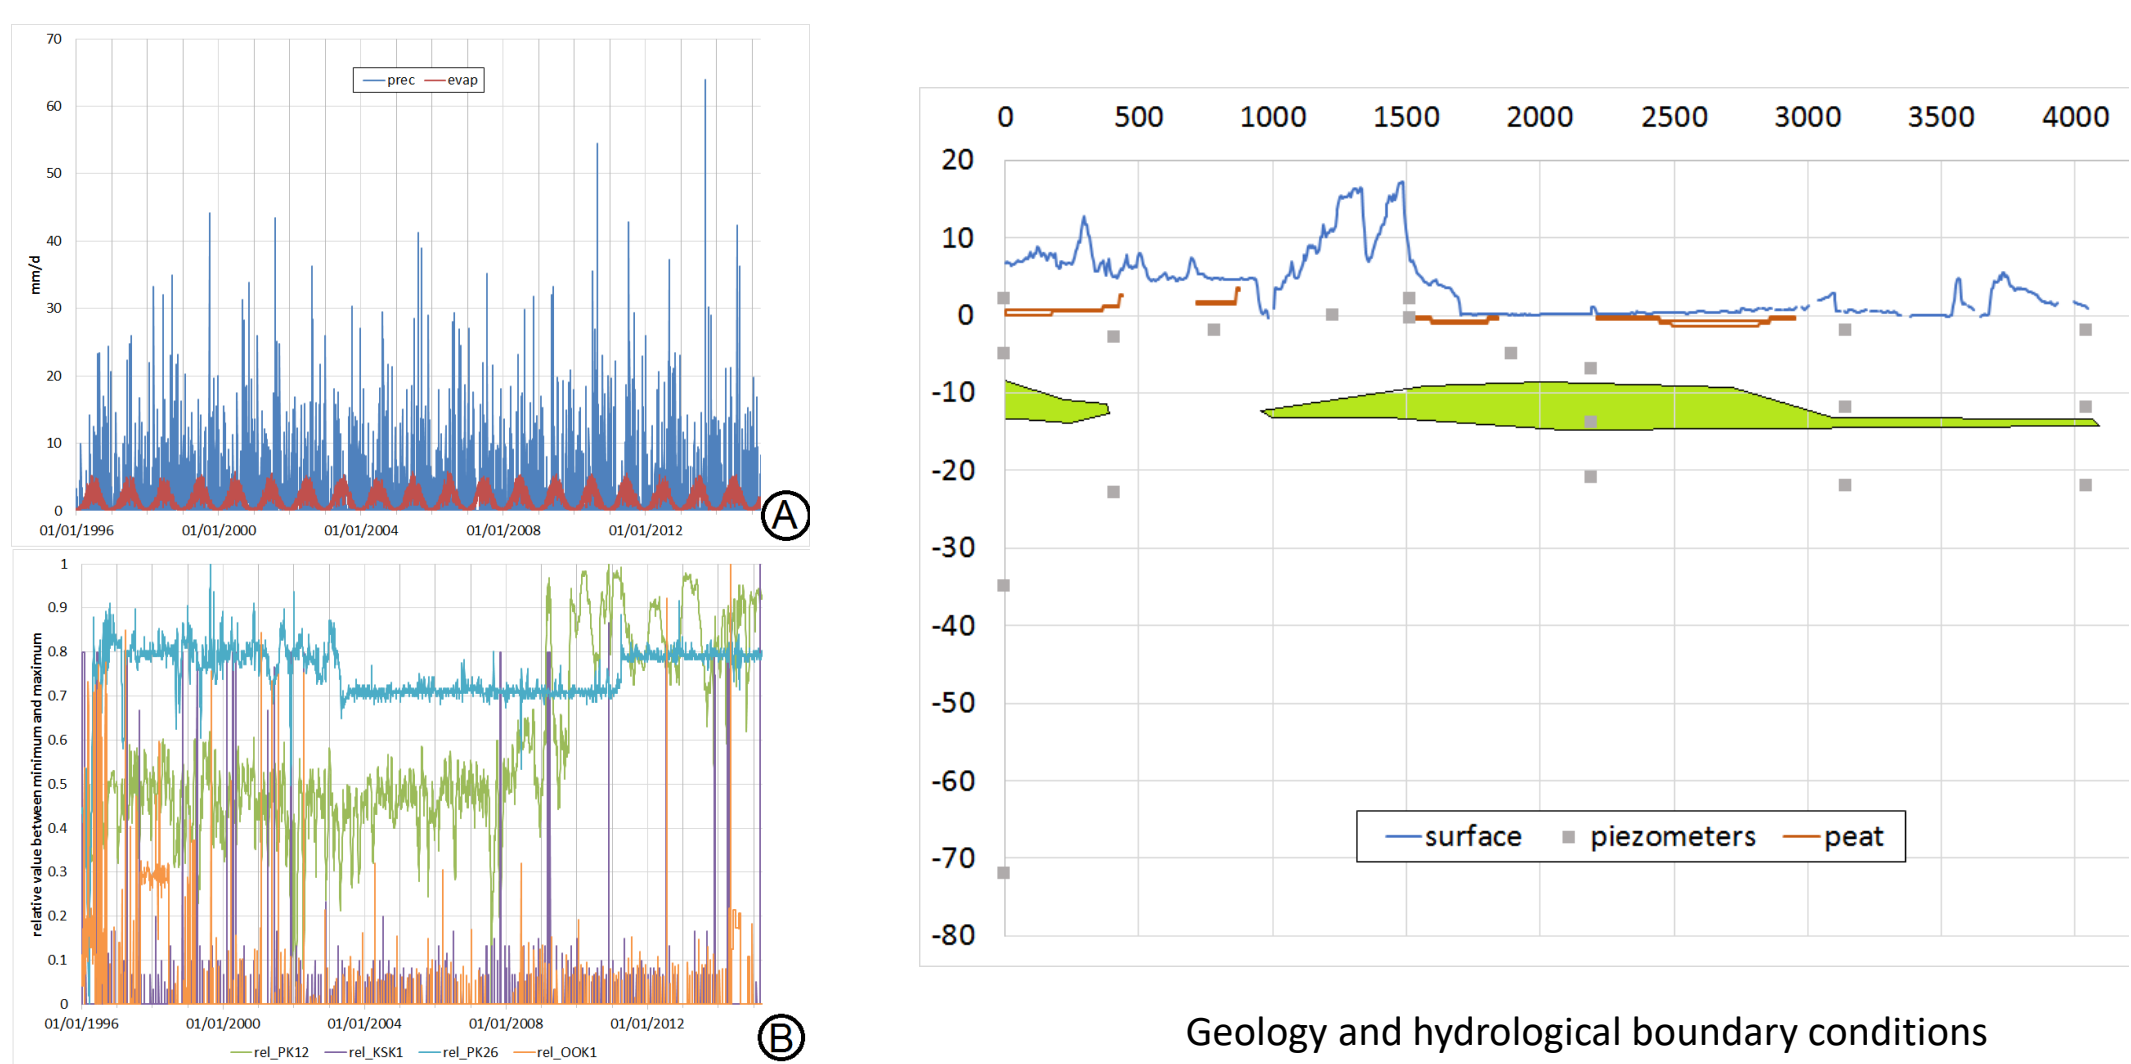 70
60
50
40
30
20
10
0
mm/d
prec evap
01/01/1996 01/01/2000 01/01/2004 01/01/2008 01/01/2012
A
1
0.9
0.8
0.7
0.6
0.5
0.4
0.3
0.2
0.1
0
relative value between minimum and maximum
01/01/1996 01/01/2000 01/01/2004 01/01/2008 01/01/2012
rel_PK12 rel_KSK1 rel_PK26 rel_OOK1
B
0 500 1000 1500 2000 2500 3000 3500 4000
20
10
0
-10
-20
-30
-40
-50
-60
-70
-80
surface piezometers peat
Geology and hydrological boundary conditions